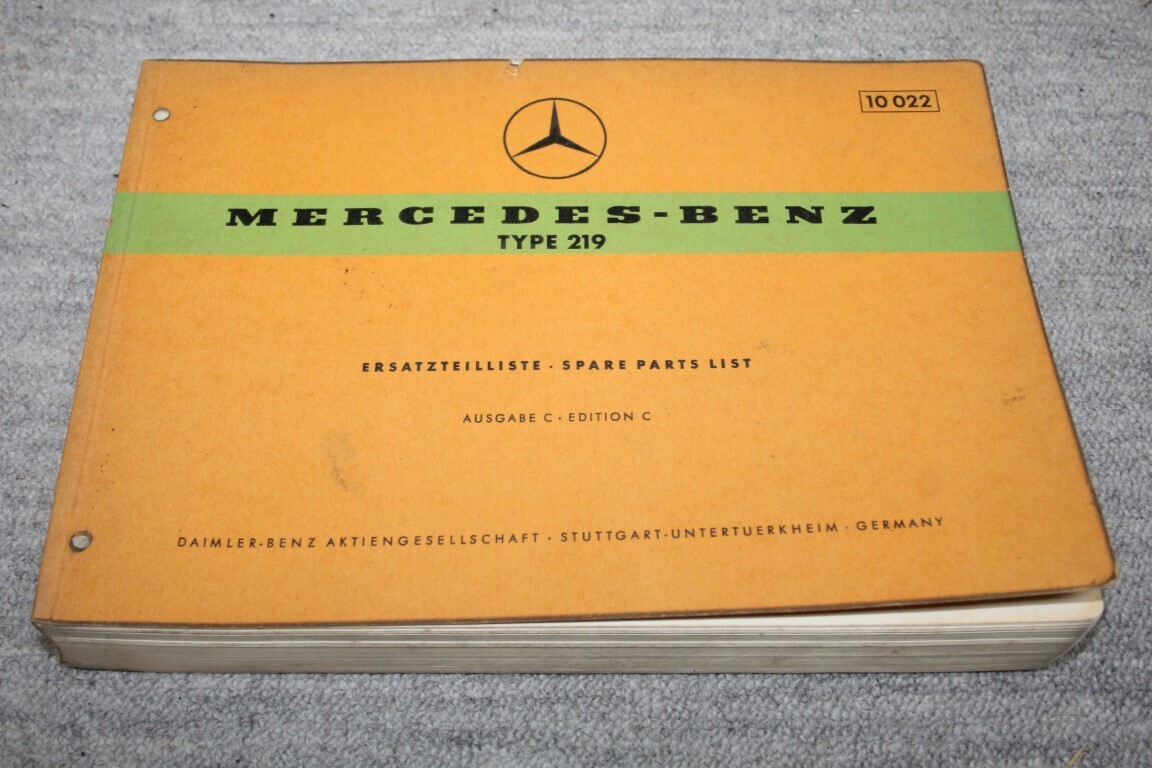 10 022
MERCEDES-BENZ
TYPE 219
ERSATZTEILLISTE · SPARE PARTS LIST
AUSGABE C · EDITION C
DAIMLER-BENZ AKTIENGESELLSCHAFT · STUTTGART-UNTERTUERKHEIM · GERMANY